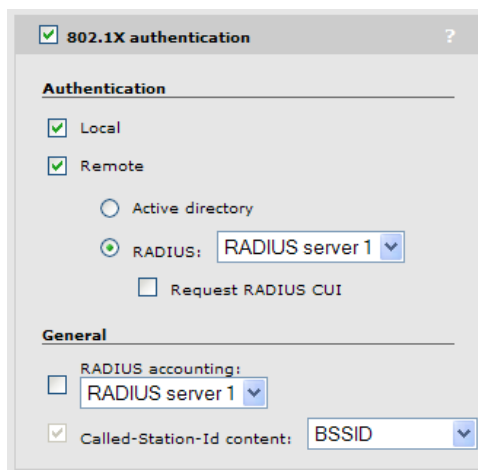 802.1X authentication ?
Authentication
Local
Remote
Active directory
RADIUS: RADIUS server 1
Request RADIUS CUI
General
RADIUS accounting:
RADIUS server 1
Called-Station-Id content: BSSID